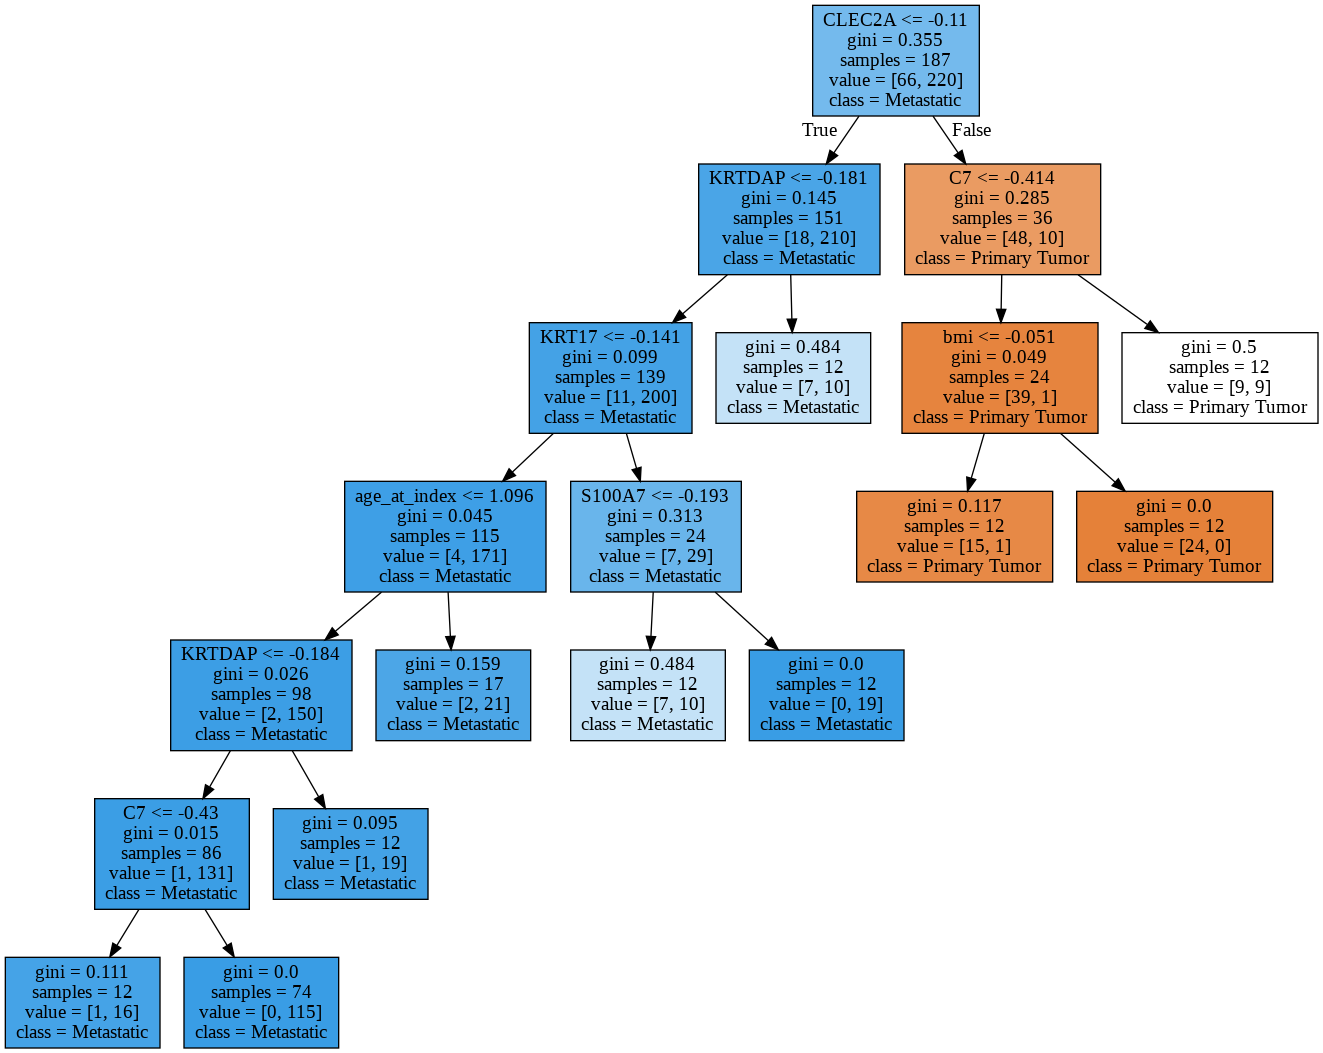 CLEC2A <= -0.11
gini = 0.355
samples = 187
value = [66, 220]
class = Metastatic
True
False
KRTDAP <= -0.181
gini = 0.145
samples = 151
value = [18, 210]
class = Metastatic
C7 <= -0.414
gini = 0.285
samples = 36
value = [48, 10]
class = Primary Tumor
KRT17 <= -0.141
gini = 0.099
samples = 139
value = [11, 200]
class = Metastatic
gini = 0.484
samples = 12
value = [7, 10]
class = Metastatic
bmi <= -0.051
gini = 0.049
samples = 24
value = [39, 1]
class = Primary Tumor
gini = 0.5
samples = 12
value = [9, 9]
class = Primary Tumor
age_at_index <= 1.096
gini = 0.045
samples = 115
value = [4, 171]
class = Metastatic
S100A7 <= -0.193
gini = 0.313
samples = 24
value = [7, 29]
class = Metastatic
gini = 0.117
samples = 12
value = [15, 1]
class = Primary Tumor
gini = 0.0
samples = 12
value = [24, 0]
class = Primary Tumor
KRTDAP <= -0.184
gini = 0.026
samples = 98
value = [2, 150]
class = Metastatic
gini = 0.159
samples = 17
value = [2, 21]
class = Metastatic
gini = 0.484
samples = 12
value = [7, 10]
class = Metastatic
gini = 0.0
samples = 12
value = [0, 19]
class = Metastatic
C7 <= -0.43
gini = 0.015
samples = 86
value = [1, 131]
class = Metastatic
gini = 0.095
samples = 12
value = [1, 19]
class = Metastatic
gini = 0.111
samples = 12
value = [1, 16]
class = Metastatic
gini = 0.0
samples = 74
value = [0, 115]
class = Metastatic